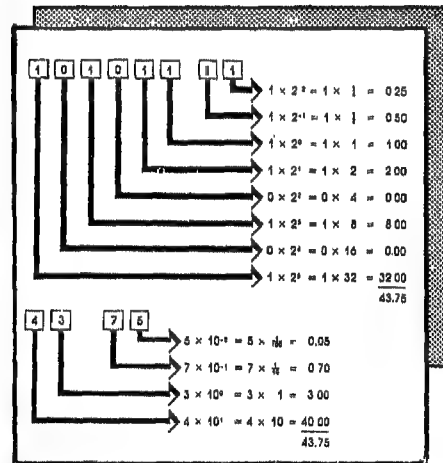 1 0 1 0 1 1 1 1
1 × 2⁻² = 1 × ¼ = 0.25
1 × 2⁻¹ = 1 × ½ = 0.50
1 × 2⁰ = 1 × 1 = 1.00
1 × 2¹ = 1 × 2 = 2.00
0 × 2² = 0 × 4 = 0.00
1 × 2³ = 1 × 8 = 8.00
0 × 2⁴ = 0 × 16 = 0.00
1 × 2⁵ = 1 × 32 = 32.00
43.75
4 3 7 5
5 × 10⁻² = 5 × 1/100 = 0.05
7 × 10⁻¹ = 7 × 1/10 = 0.70
3 × 10⁰ = 3 × 1 = 3.00
4 × 10¹ = 4 × 10 = 40.00
43.75